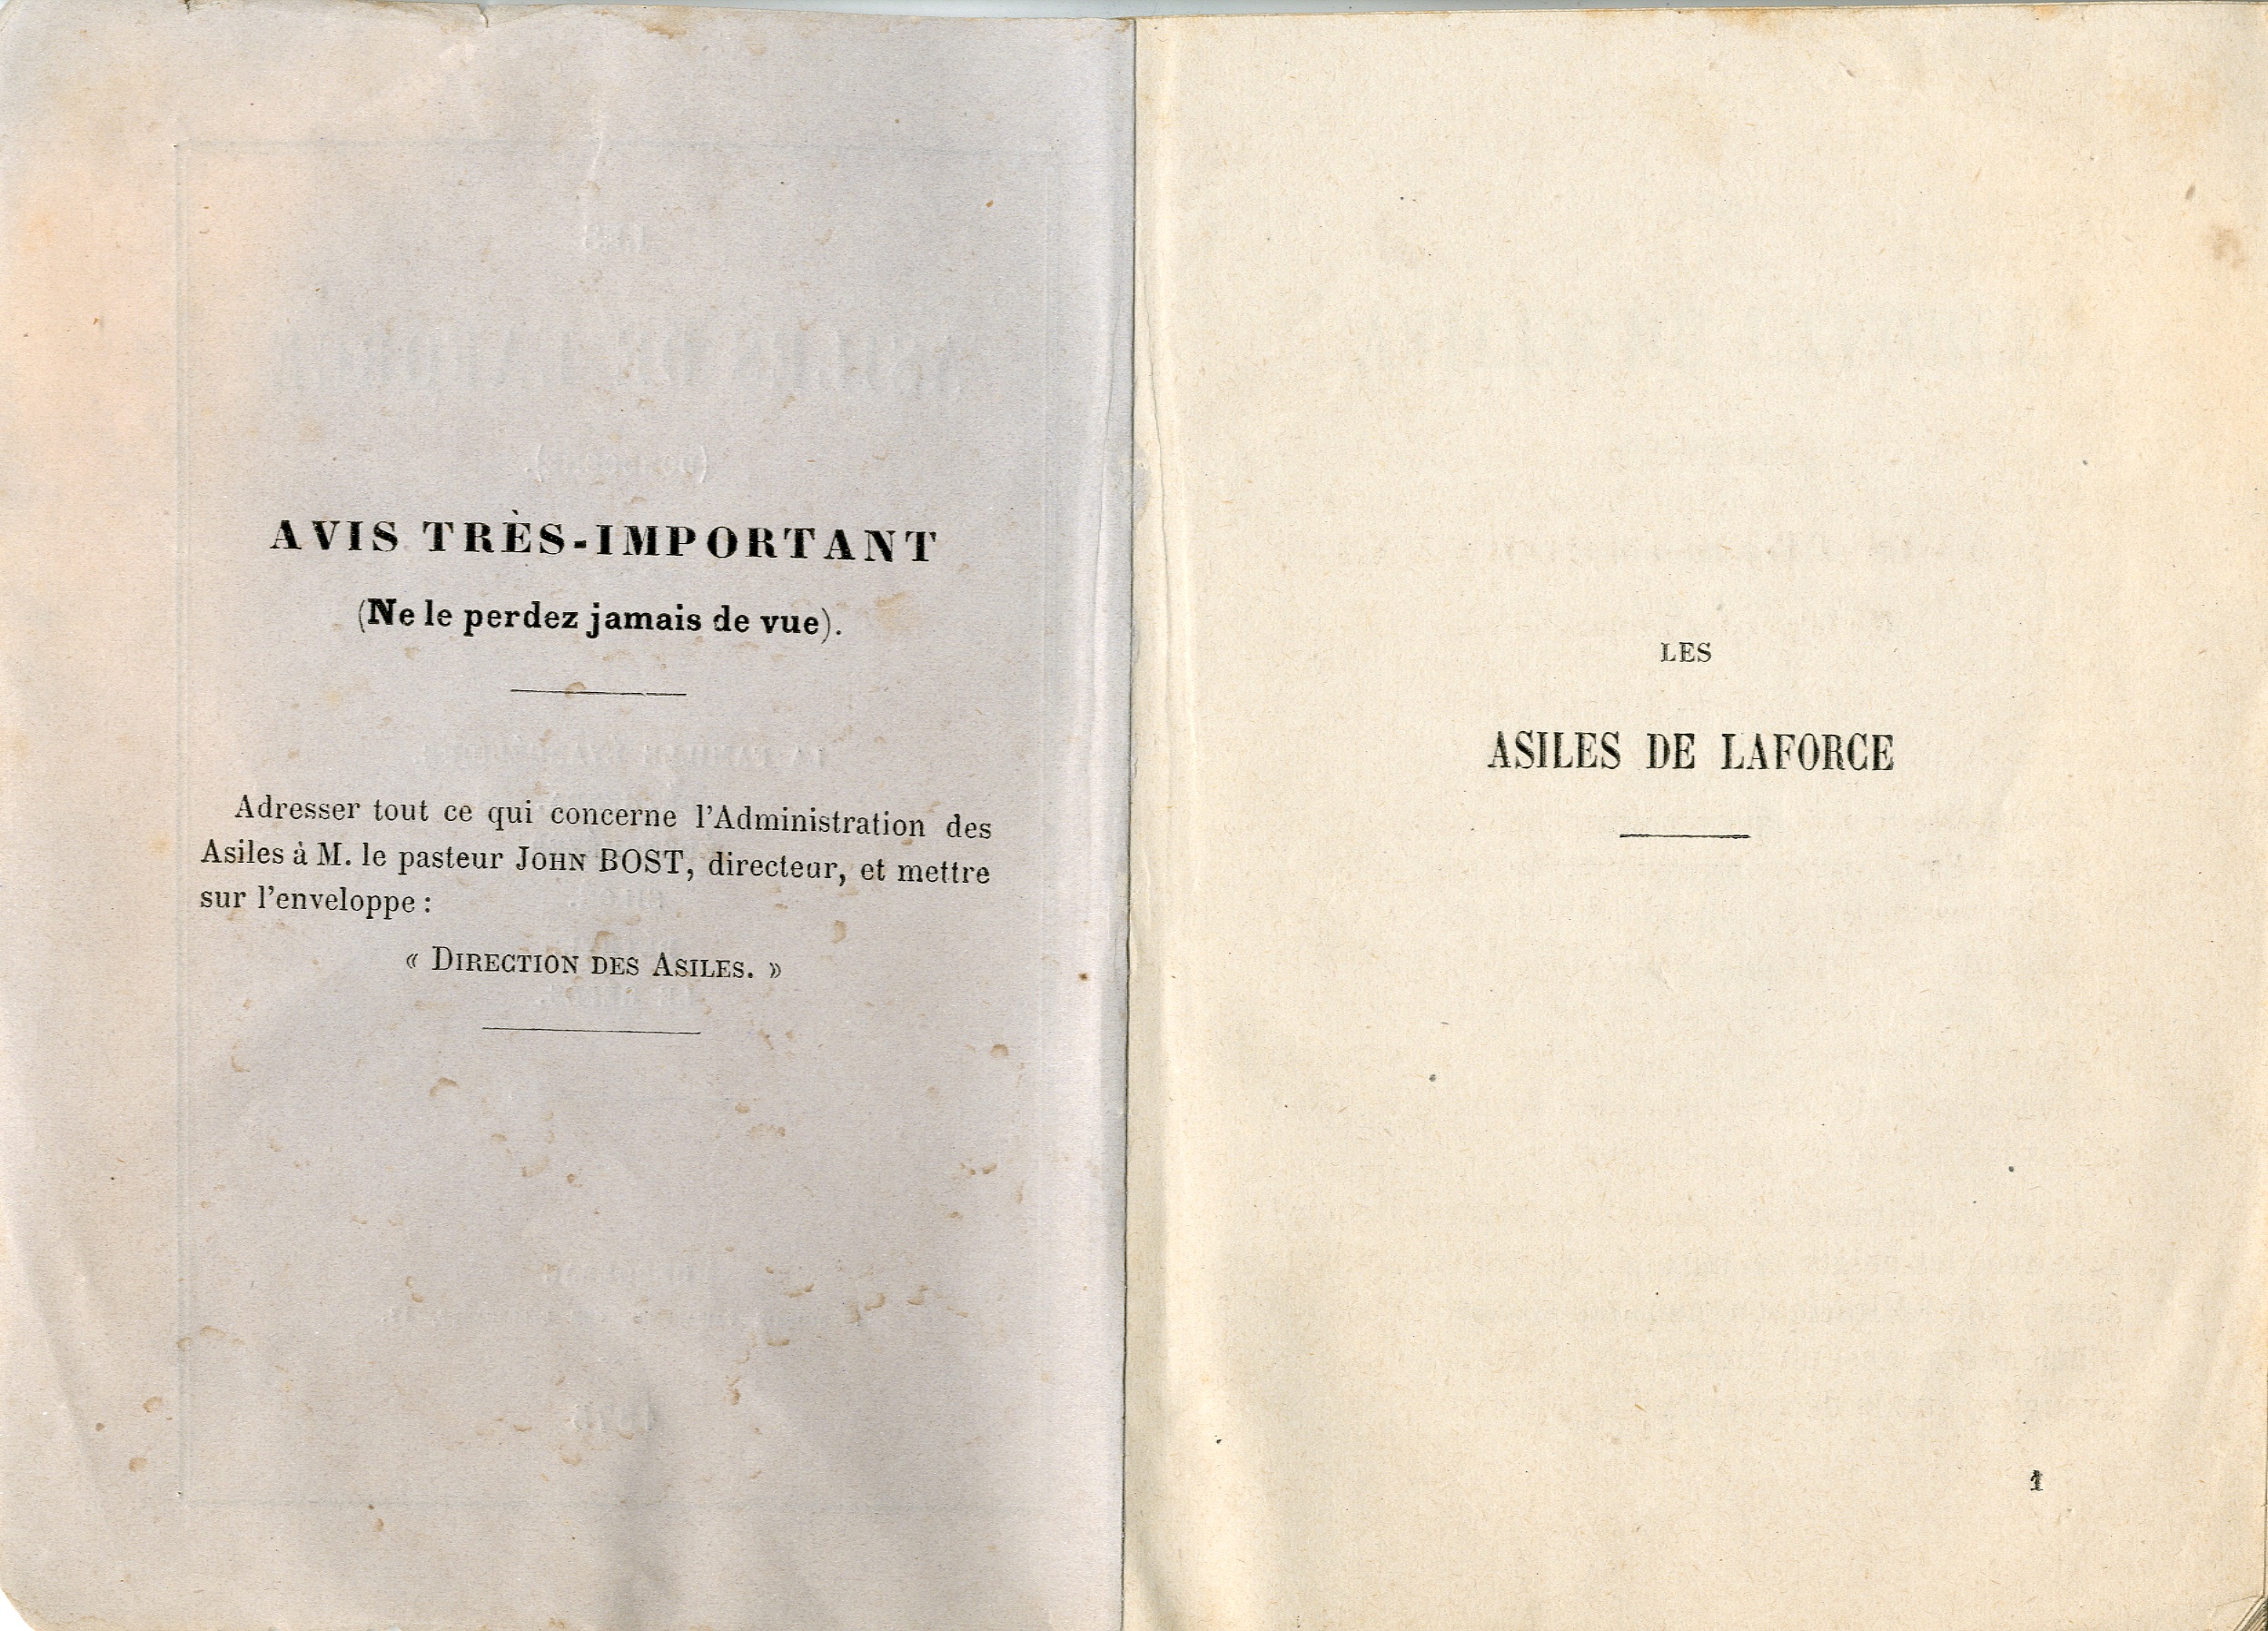 AVIS TRÈS-IMPORTANT
(Ne le perdez jamais de vue).
Adresser tout ce qui concerne l'Administration des
Asiles à M. le pasteur JOHN BOST, directeur, et mettre
sur l'enveloppe :
« DIRECTION DES ASILES. »
LES
ASILES DE LAFORCE
1